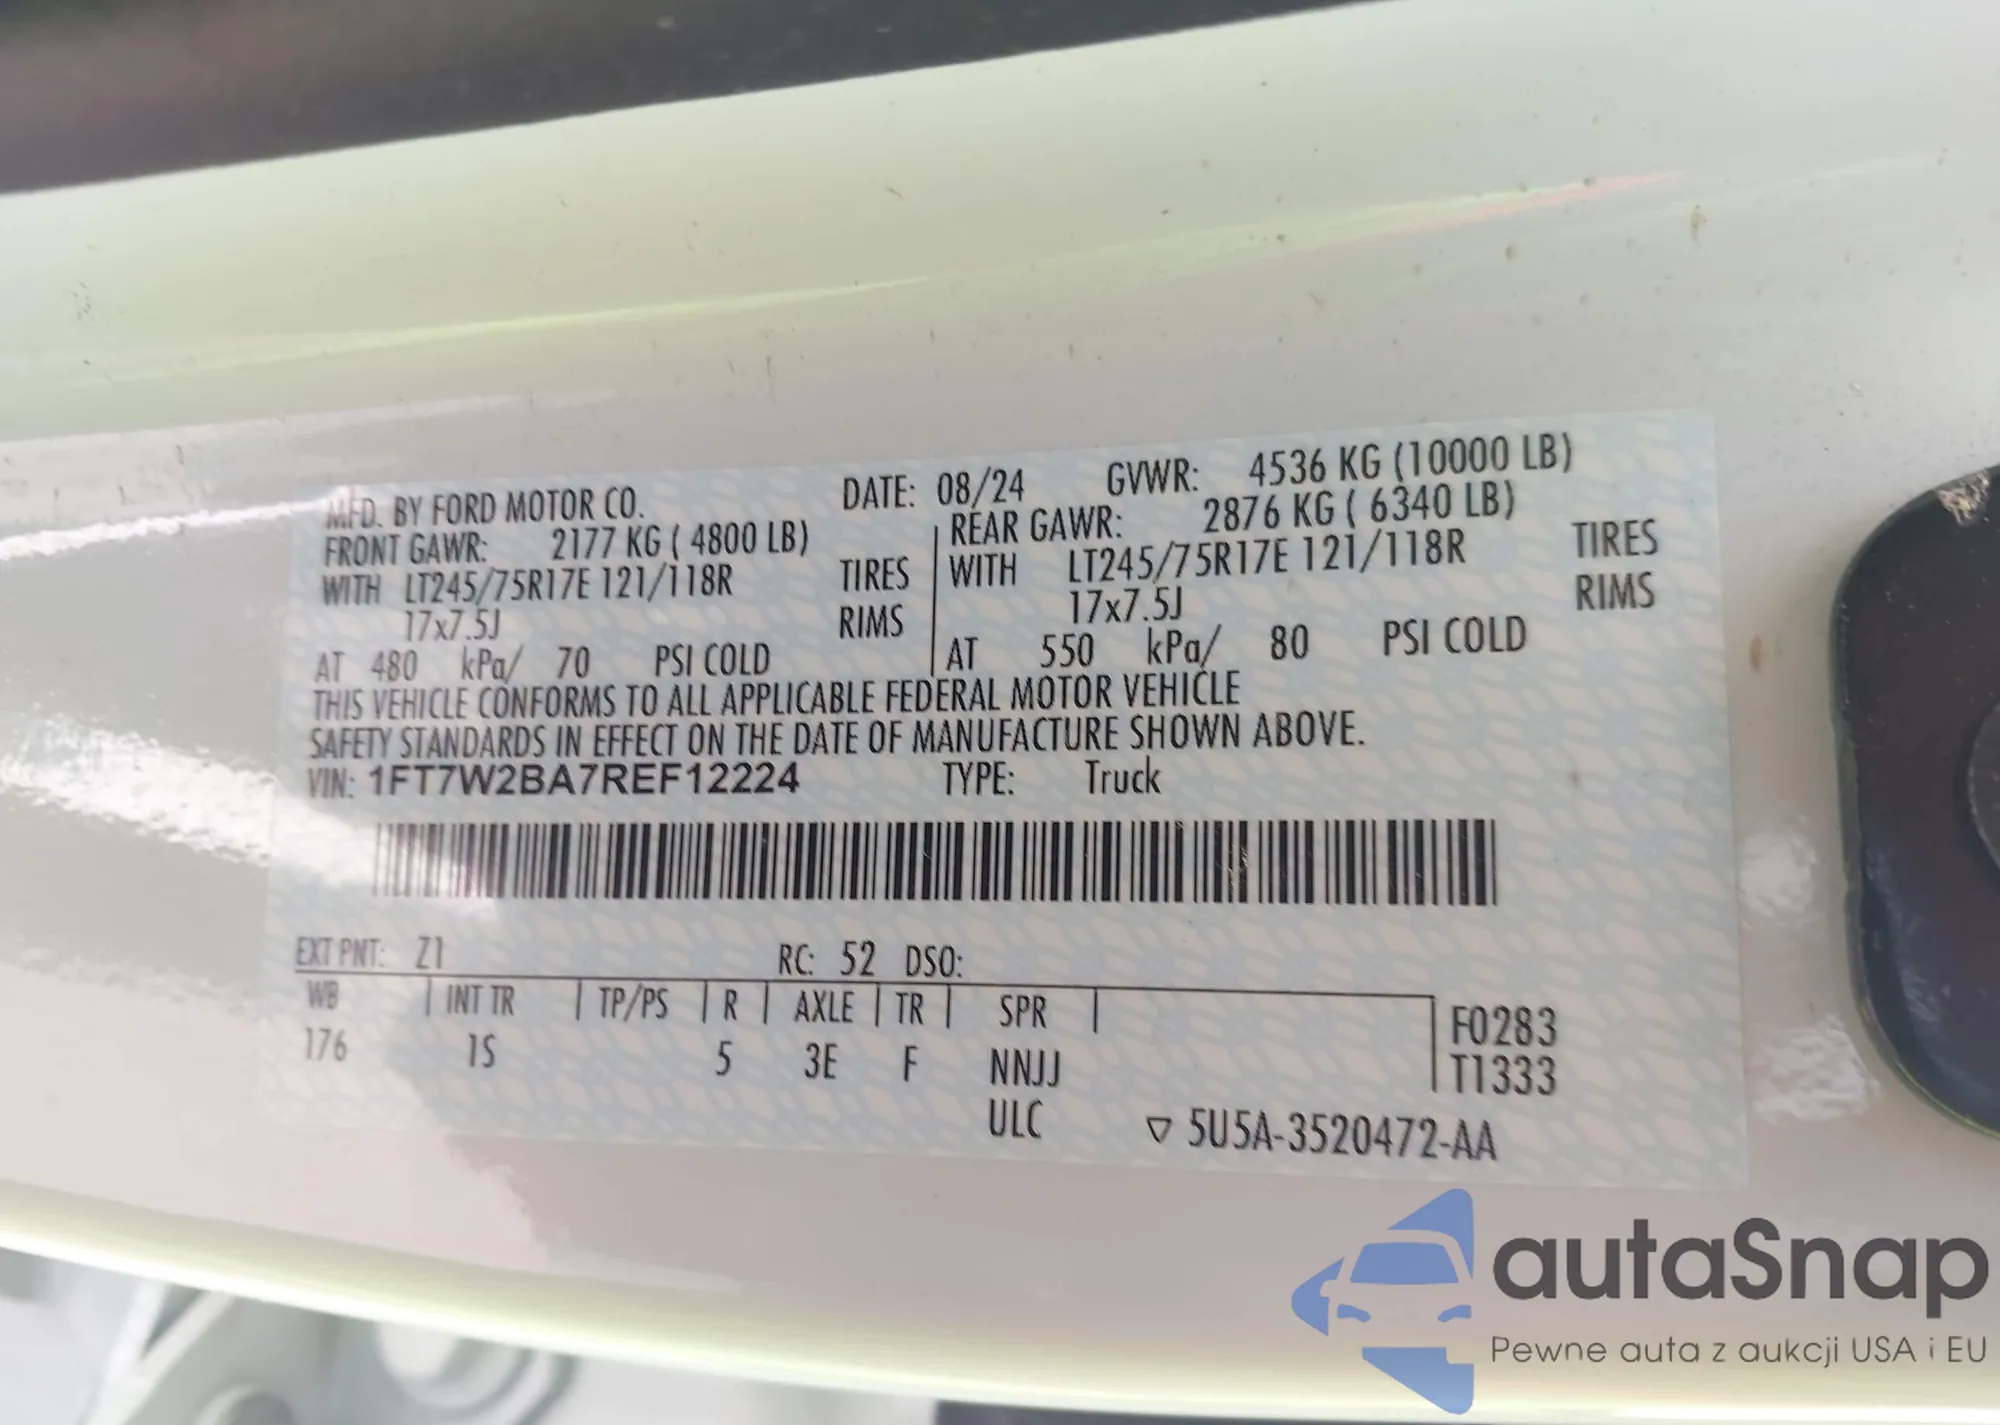 MFD. BY FORD MOTOR CO. DATE: 08/24 GVWR: 4536 KG (10000 LB)
FRONT GAWR: 2177 KG ( 4800 LB) REAR GAWR: 2876 KG ( 6340 LB)
WITH LT245/75R17E 121/118R TIRES WITH LT245/75R17E 121/118R TIRES
17x7.5J RIMS 17x7.5J RIMS
AT 480 kPa/ 70 PSI COLD AT 550 kPa/ 80 PSI COLD
THIS VEHICLE CONFORMS TO ALL APPLICABLE FEDERAL MOTOR VEHICLE
SAFETY STANDARDS IN EFFECT ON THE DATE OF MANUFACTURE SHOWN ABOVE.
VIN: 1FT7W2BA7REF12224 TYPE: Truck
EXT PNT: Z1 RC: 52 DSO:
WB INT TR TP/PS R AXLE TR SPR F0283
176 1S 5 3E F NNJJ T1333
ULC ▽ 5U5A-3520472-AA
autaSnap
Pewne auta z aukcji USA i EU